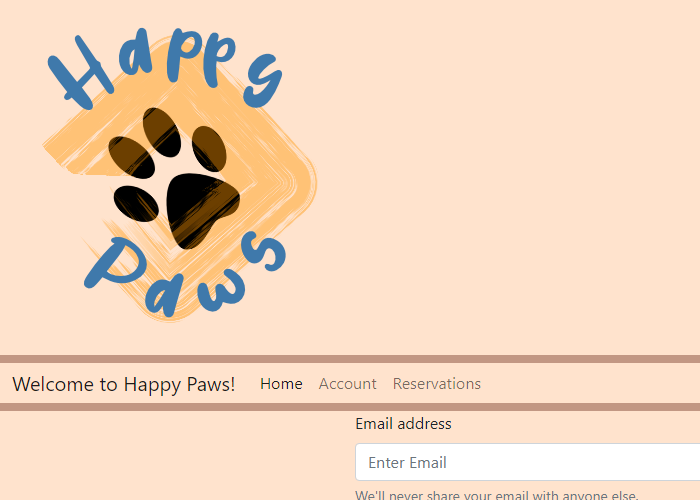 Happy
Paws
Welcome to Happy Paws! Home Account Reservations
Email address
Enter Email
We'll never share your email with anyone else.